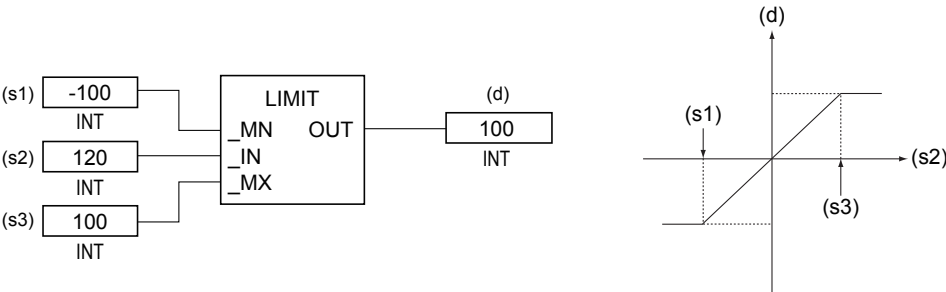 (s1) -100
INT
(s2) 120
INT
(s3) 100
INT
LIMIT
_MN OUT
_IN
_MX
(d)
100
INT
(d)
(s1)
(s2)
(s3)